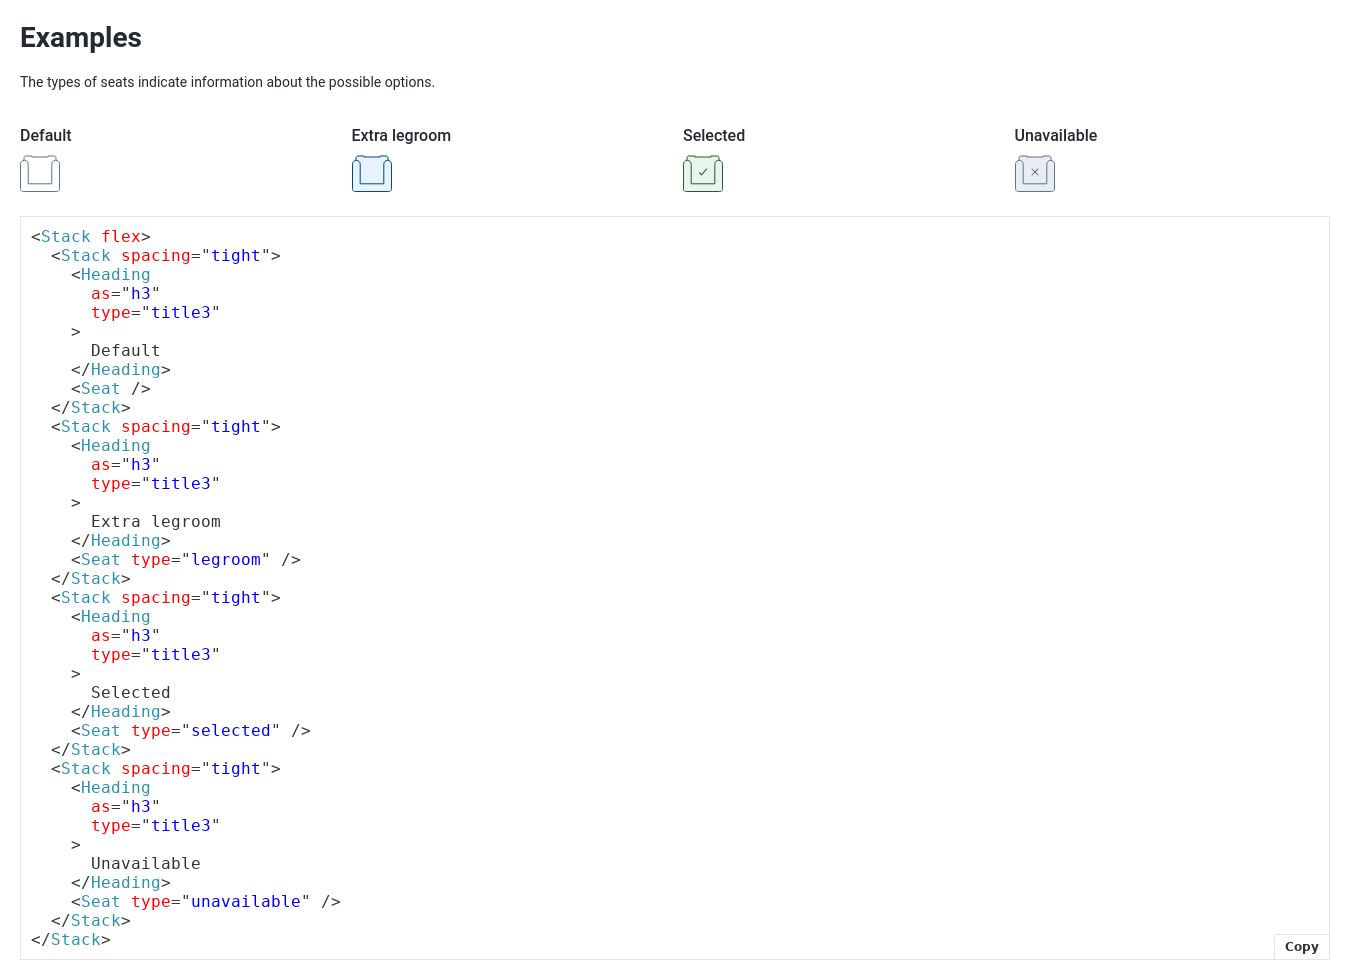 Examples
The types of seats indicate information about the possible options.
Default
Extra legroom
Selected
Unavailable
<Stack flex>
  <Stack spacing="tight">
    <Heading
      as="h3"
      type="title3"
    >
      Default
    </Heading>
    <Seat />
  </Stack>
  <Stack spacing="tight">
    <Heading
      as="h3"
      type="title3"
    >
      Extra legroom
    </Heading>
    <Seat type="legroom" />
  </Stack>
  <Stack spacing="tight">
    <Heading
      as="h3"
      type="title3"
    >
      Selected
    </Heading>
    <Seat type="selected" />
  </Stack>
  <Stack spacing="tight">
    <Heading
      as="h3"
      type="title3"
    >
      Unavailable
    </Heading>
    <Seat type="unavailable" />
  </Stack>
</Stack>
Copy